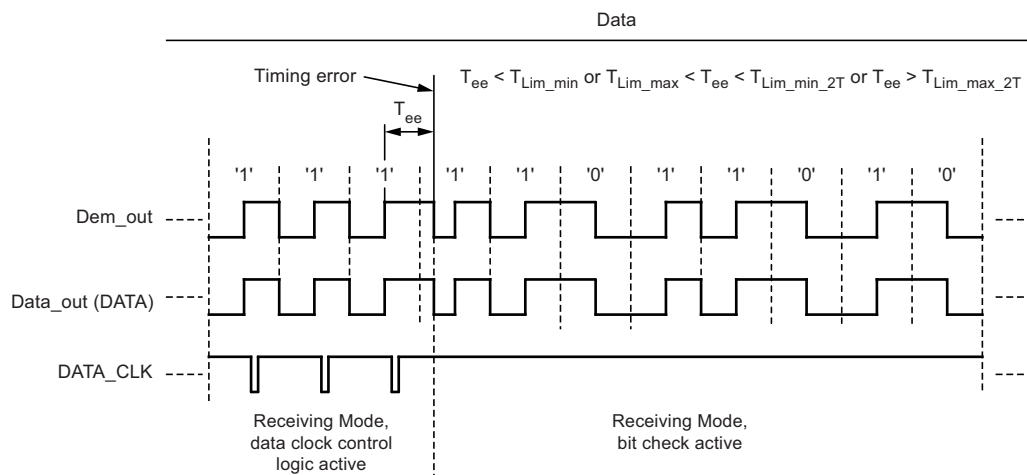 Data
Timing error
T_ee < T_Lim_min or T_Lim_max < T_ee < T_Lim_min_2T or T_ee > T_Lim_max_2T
T_ee
'1' '1' '1' '1' '1' '0' '1' '1' '0' '1' '0'
Dem_out
Data_out (DATA)
DATA_CLK
Receiving Mode,
data clock control
logic active
Receiving Mode,
bit check active